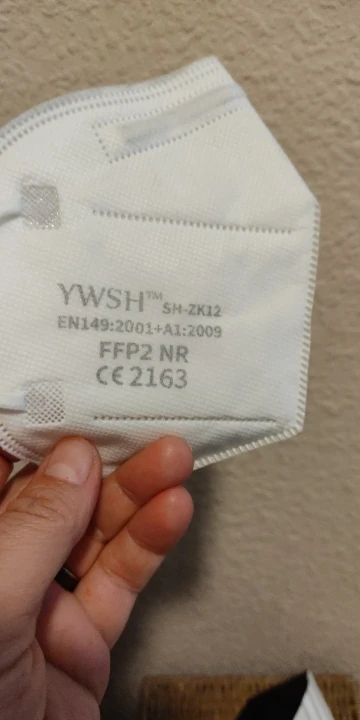 YWSH™ SH-ZK12
EN149:2001+A1:2009
FFP2 NR
CE 2163